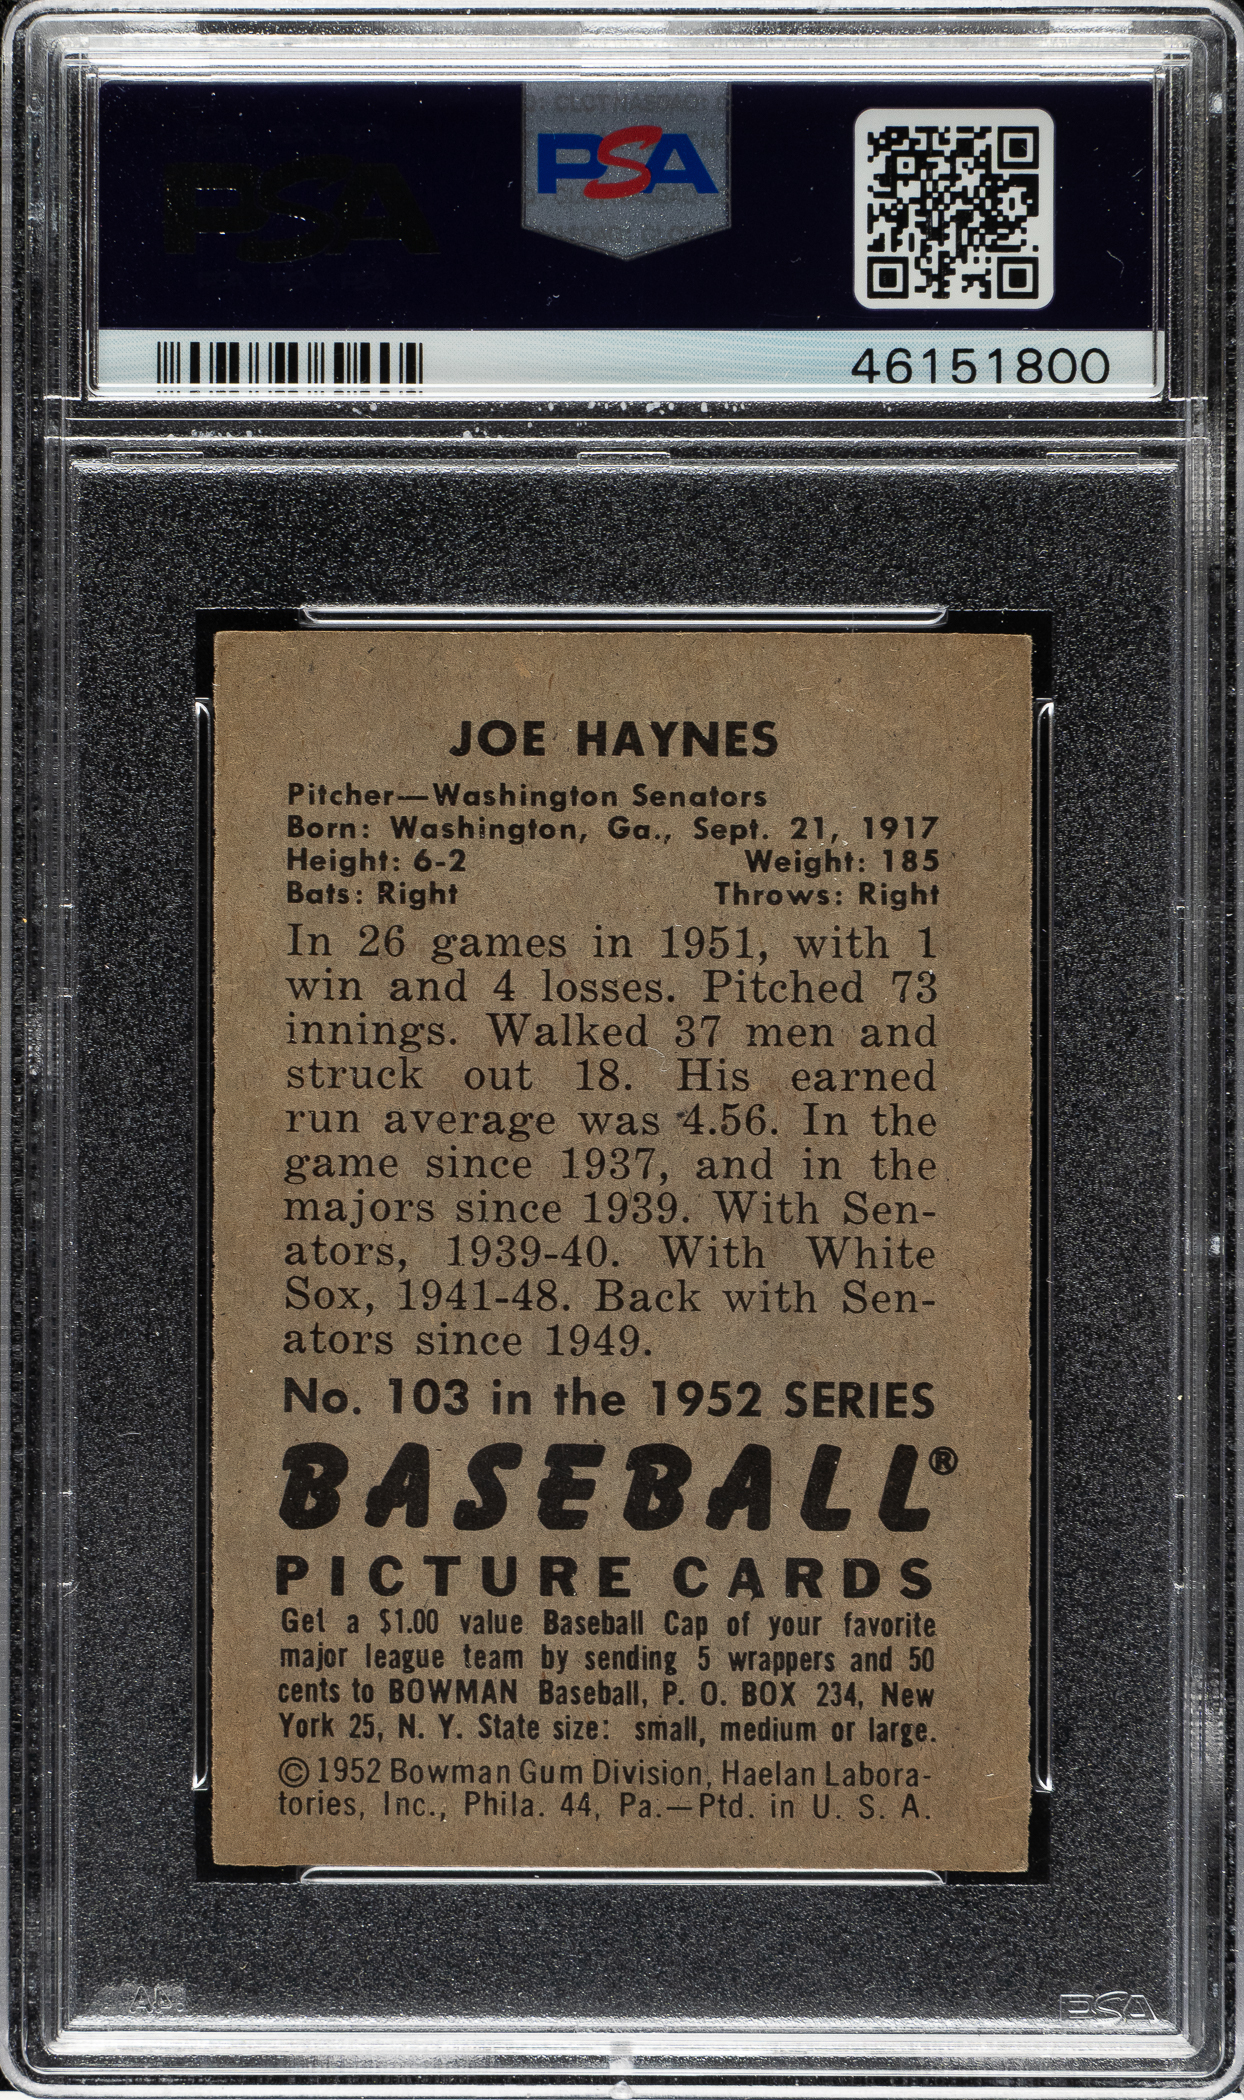 PSA
46151800
JOE HAYNES
Pitcher—Washington Senators
Born: Washington, Ga., Sept. 21, 1917
Height: 6-2 Weight: 185
Bats: Right Throws: Right
In 26 games in 1951, with 1
win and 4 losses. Pitched 73
innings. Walked 37 men and
struck out 18. His earned
run average was 4.56. In the
game since 1937, and in the
majors since 1939. With Sen-
ators, 1939-40. With White
Sox, 1941-48. Back with Sen-
ators since 1949.
No. 103 in the 1952 SERIES
BASEBALL®
PICTURE CARDS
Get a $1.00 value Baseball Cap of your favorite
major league team by sending 5 wrappers and 50
cents to BOWMAN Baseball, P. O. BOX 234, New
York 25, N. Y. State size: small, medium or large.
© 1952 Bowman Gum Division, Haelan Labora-
tories, Inc., Phila. 44, Pa.—Ptd. in U. S. A.
PSA